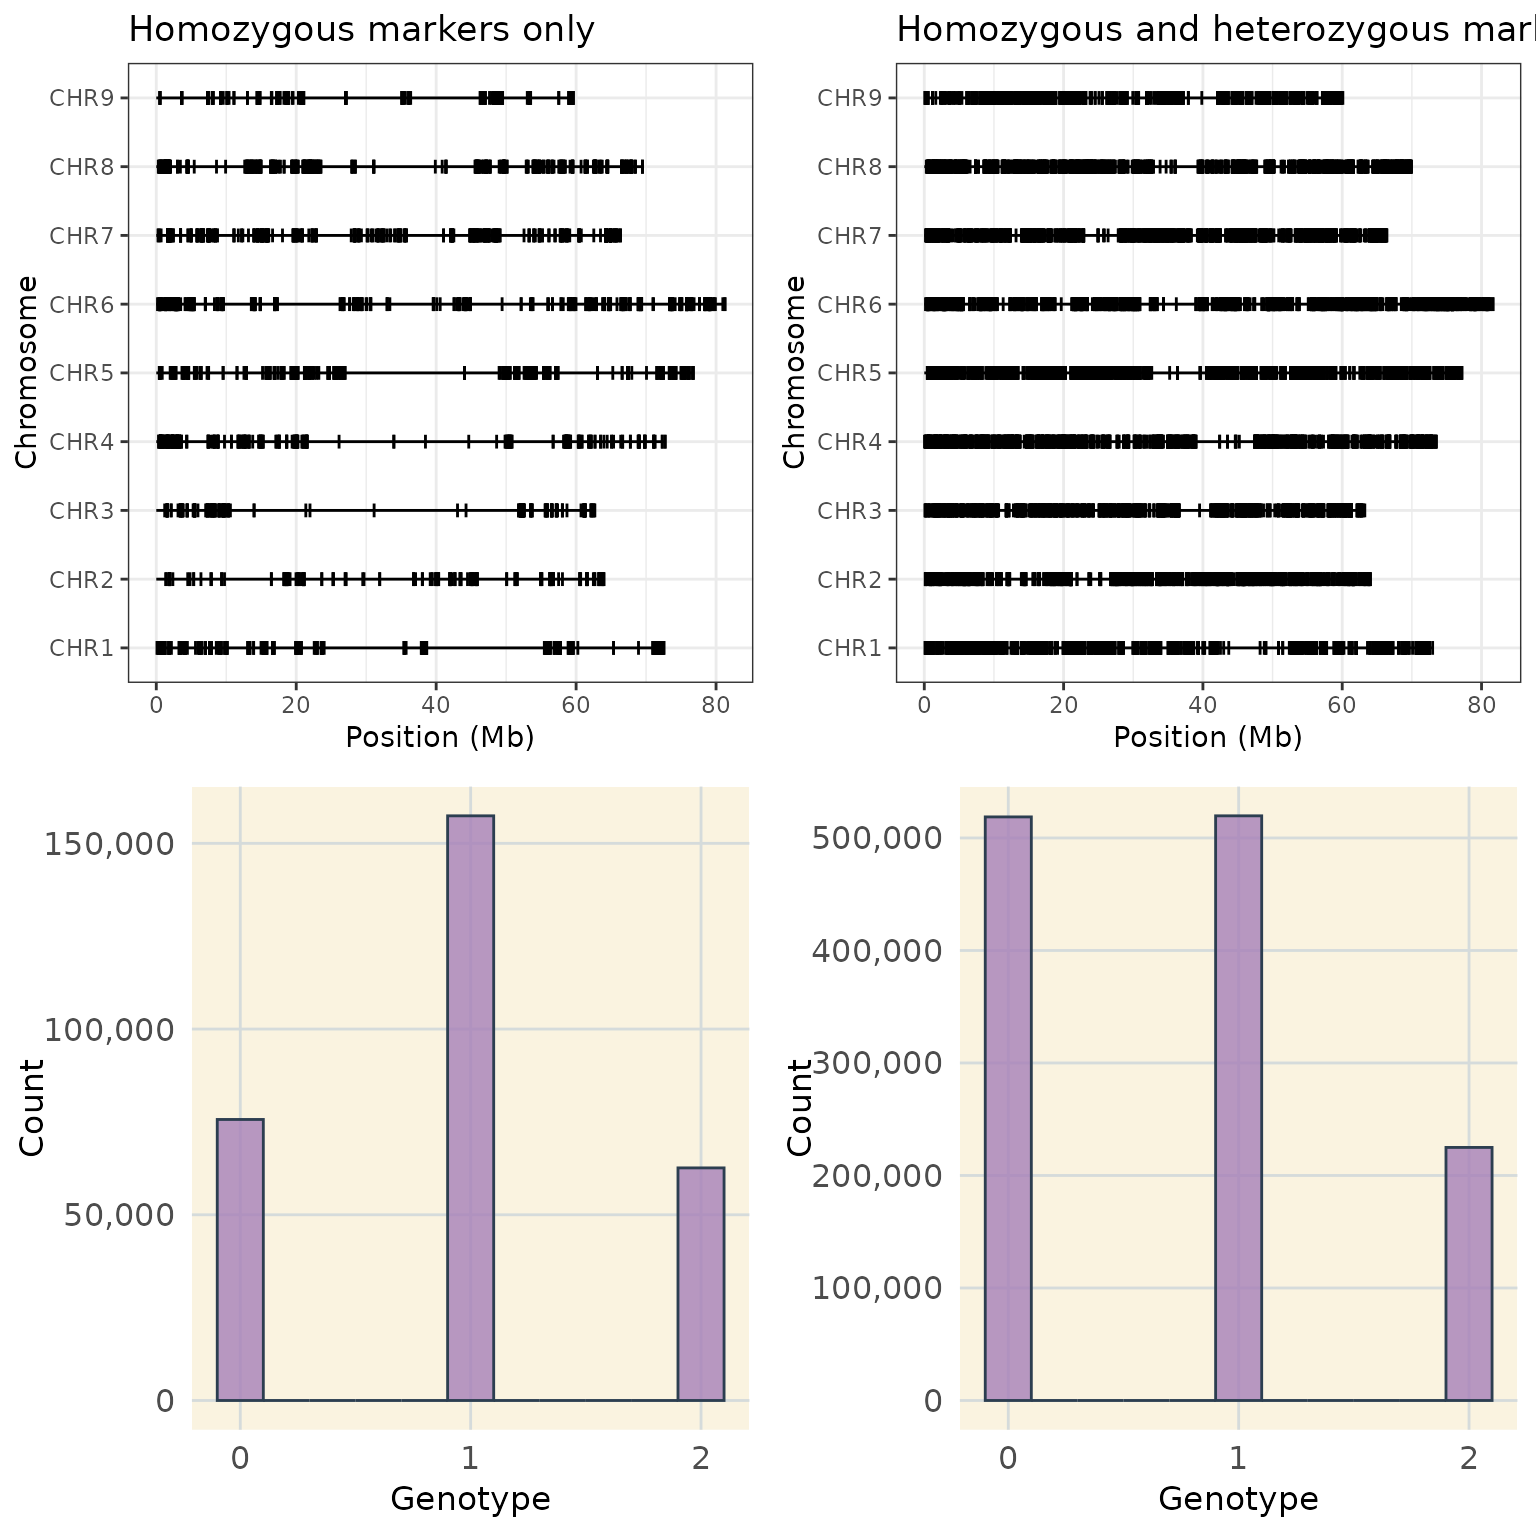 Homozygous markers only
CHR9
CHR8
CHR7
CHR6
CHR5
CHR4
CHR3
CHR2
CHR1
Chromosome
0 20 40 60 80
Position (Mb)
Homozygous and heterozygous mar
CHR9
CHR8
CHR7
CHR6
CHR5
CHR4
CHR3
CHR2
CHR1
Chromosome
0 20 40 60 80
Position (Mb)
150,000
100,000
50,000
0
Count
0 1 2
Genotype
500,000
400,000
300,000
200,000
100,000
0
Count
0 1 2
Genotype